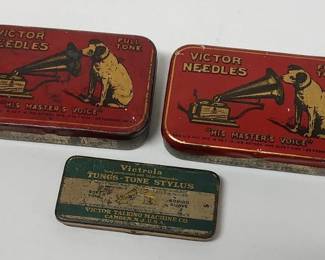 VICTOR
NEEDLES
FULL
TONE
"HIS MASTER'S VOICE"
VICTOR
NEEDLES
"HIS MASTER'S VOICE"
Victrola
TUNGS-TONE STYLUS
VICTOR TALKING MACHINE CO.
CAMDEN, N.J. U.S.A.